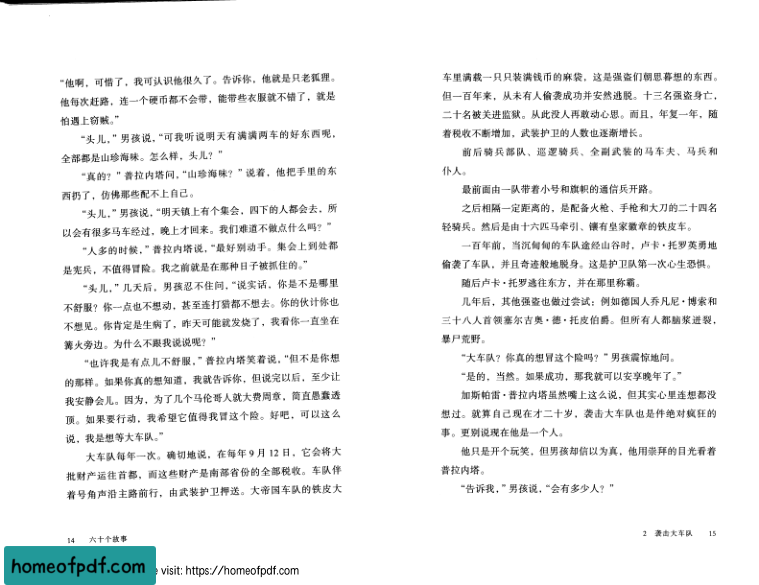 “他啊，可惜了，我可认识他很久了。告诉你，他就是只老狐狸。
他每次赶路，连一个硬币都不会带，能带些衣服就不错了，就是
怕遇上窃贼。”
“头儿，”男孩说，“可我听说明天有满满两车的好东西呢，
全部都是山珍海味。怎么样，头儿？”
“真的？”普拉内塔问，“山珍海味？”说着，他把手里的东
西扔了，仿佛那些配不上自己。
“头儿，”男孩说，“明天镇上有个集会，四下的人都会去，所
以会有很多马车经过，晚上才回来。我们难道不做点什么吗？”
“人多的时候，”普拉内塔说，“最好别动手。集会上到处都
是宪兵，不值得冒险。我之前就是在那种日子被抓住的。”
“头儿，”几天后，男孩忍不住问，“说实话，你是不是哪里
不舒服？你一点也不想动，甚至连打猎都不想去。你的伙计你也
不想见。你肯定是生病了，昨天可能就发烧了，我看你一直坐在
篝火旁边。为什么不跟我说说呢？”
“也许我是有点儿不舒服，”普拉内塔笑着说，“但不是你想
的那样。如果你真的想知道，我就告诉你，但说完以后，至少让
我安静会儿。因为，为了几个马伦哥人就大费周章，简直愚蠢透
顶。如果要行动，我希望它值得我冒这个险。好吧，可以这么
说，我是想等大车队。”
大车队每年一次。确切地说，在每年 9 月 12 日，它会将大
批财产运往首都，而这些财产是南部省份的全部税收。车队伴
着号角声沿主路前行，由武装护卫押送。大帝国车队的铁皮大
14 六十个故事
车里满载一只只装满钱币的麻袋，这是强盗们朝思暮想的东西。
但一百年来，从未有人偷袭成功并安然逃脱。十三名强盗身亡，
二十名被关进监狱。从此没人再敢动心思。而且，年复一年，随
着税收不断增加，武装护卫的人数也逐渐增长。
前后骑兵部队、巡逻骑兵、全副武装的马车夫、马兵和
仆人。
最前面由一队带着小号和旗帜的通信兵开路。
之后相隔一定距离的，是配备火枪、手枪和大刀的二十四名
轻骑兵。然后是由十六匹马牵引、镶有皇家徽章的铁皮车。
一百年前，当沉甸甸的车队途经山谷时，卢卡·托罗英勇地
偷袭了车队，并且奇迹般地脱身。这是护卫队第一次心生恐惧。
随后卢卡·托罗逃往东方，并在那里称霸。
几年后，其他强盗也做过尝试：例如德国人乔凡尼·博索和
三十八人首领塞尔吉奥·德·托皮伯爵。但所有人都脑浆迸裂，
暴尸荒野。
“大车队？你真的想冒这个险吗？”男孩震惊地问。
“是的，当然。如果成功，那我就可以安享晚年了。”
加斯帕雷·普拉内塔虽然嘴上这么说，但其实心里连想都没
想过。就算自己现在才二十岁，袭击大车队也是件绝对疯狂的
事。更别说现在他是一个人。
他只是开个玩笑，但男孩却信以为真，他用崇拜的目光看着
普拉内塔。
“告诉我，”男孩说，“会有多少人？”
2 袭击大车队 15
homeofpdf.com
e visit: https://homeofpdf.com